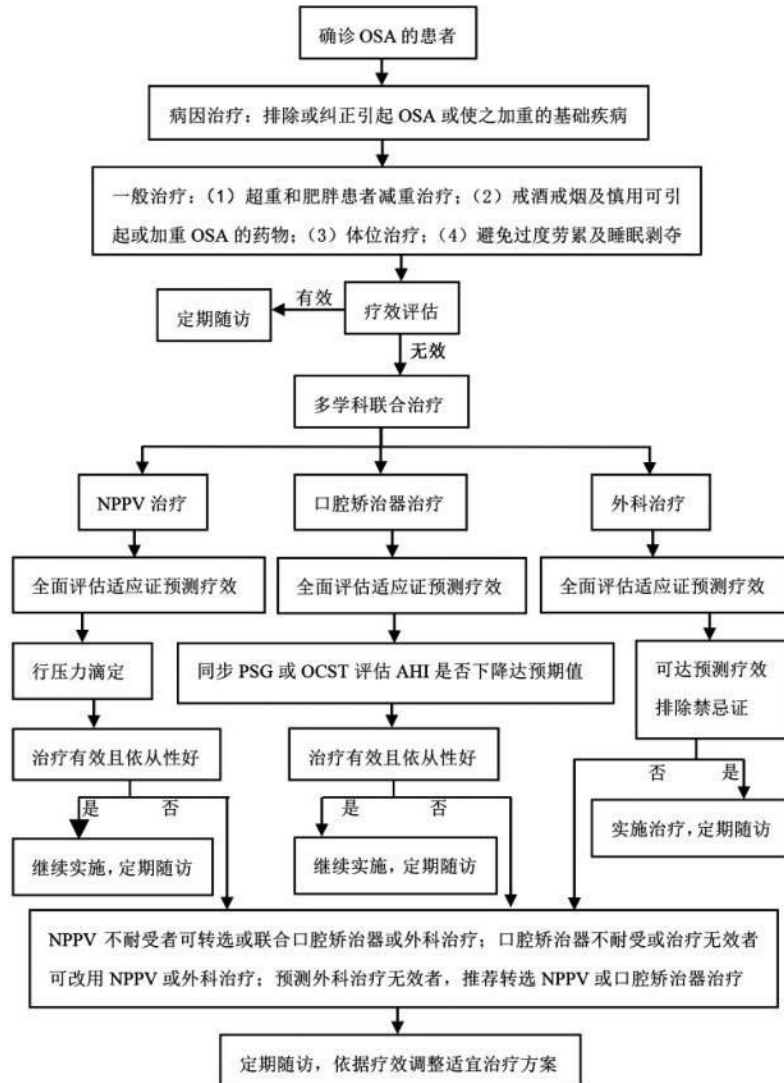 确诊 OSA 的患者
病因治疗：排除或纠正引起 OSA 或使之加重的基础疾病
一般治疗：（1）超重和肥胖患者减重治疗；（2）戒酒戒烟及慎用可引
起或加重 OSA 的药物；（3）体位治疗；（4）避免过度劳累及睡眠剥夺
有效
定期随访
疗效评估
无效
多学科联合治疗
NPPV 治疗
口腔矫治器治疗
外科治疗
全面评估适应证预测疗效
全面评估适应证预测疗效
全面评估适应证预测疗效
行压力滴定
同步 PSG 或 OCST 评估 AHI 是否下降达预期值
可达预测疗效
排除禁忌证
治疗有效且依从性好
治疗有效且依从性好
否
是
是
否
是
否
实施治疗，定期随访
继续实施，定期随访
继续实施，定期随访
NPPV 不耐受者可转选或联合口腔矫治器或外科治疗；口腔矫治器不耐受或治疗无效者
可改用 NPPV 或外科治疗；预测外科治疗无效者，推荐转选 NPPV 或口腔矫治器治疗
定期随访，依据疗效调整适宜治疗方案